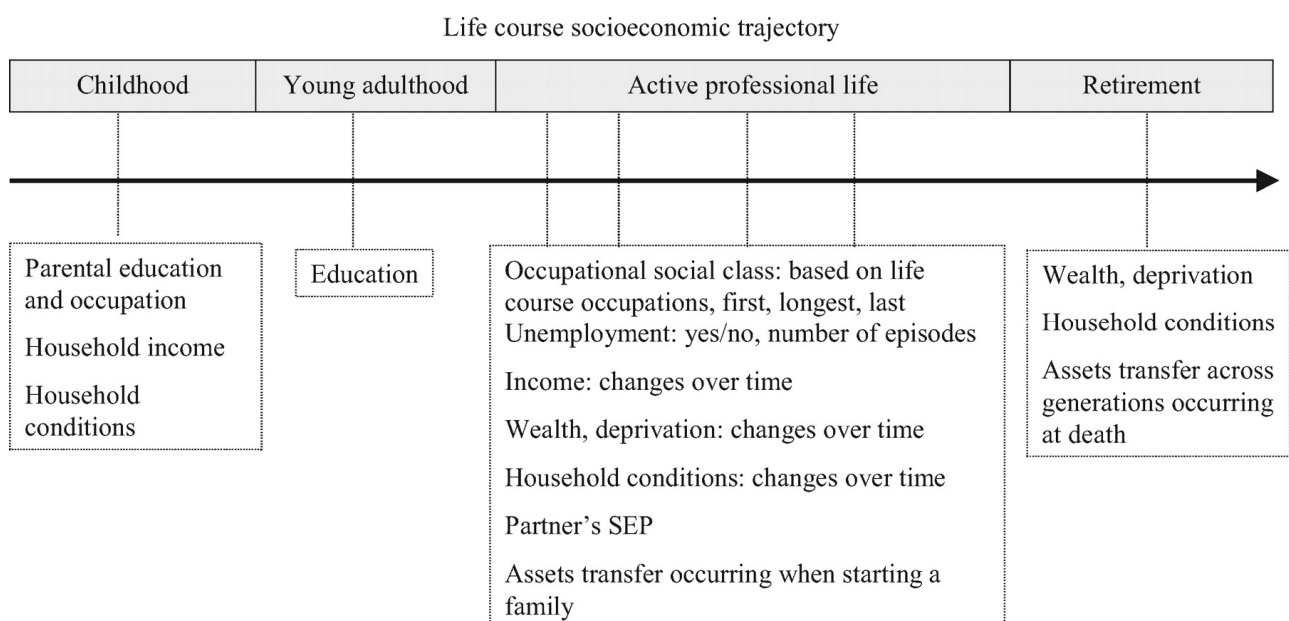 Life course socioeconomic trajectory
Childhood
Young adulthood
Active professional life
Retirement
Parental education
and occupation
Household income
Household
conditions
Education
Occupational social class: based on life
course occupations, first, longest, last
Unemployment: yes/no, number of episodes
Income: changes over time
Wealth, deprivation: changes over time
Household conditions: changes over time
Partner’s SEP
Assets transfer occurring when starting a
family
Wealth, deprivation
Household conditions
Assets transfer across
generations occurring
at death